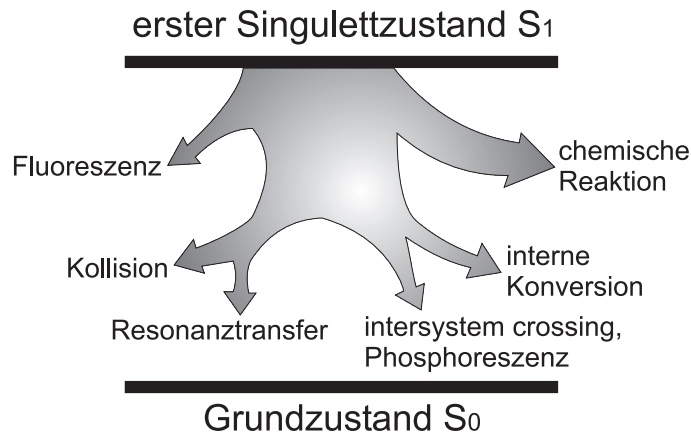 erster Singulettzustand S₁
Fluoreszenz
chemische
Reaktion
Kollision
interne
Konversion
Resonanztransfer
intersystem crossing,
Phosphoreszenz
Grundzustand S₀